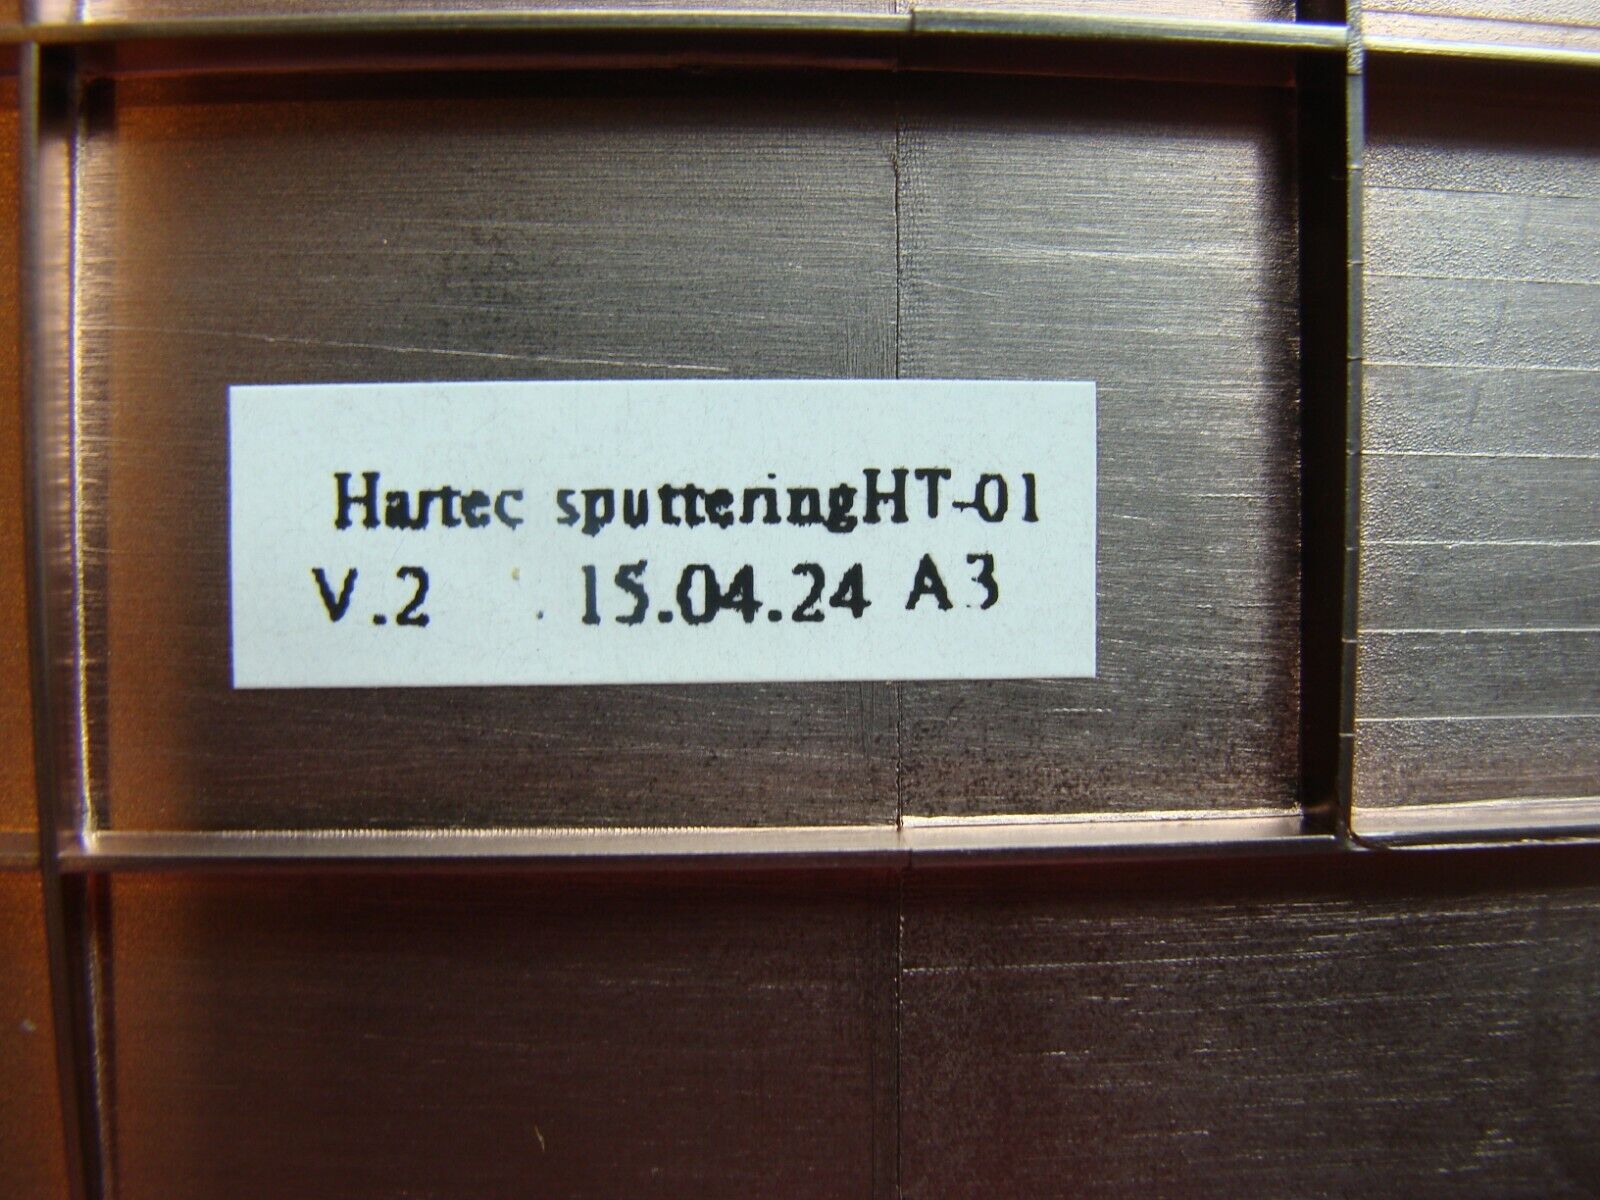 Hartec sputteringHT-01
V.2 . 15.04.24 A3